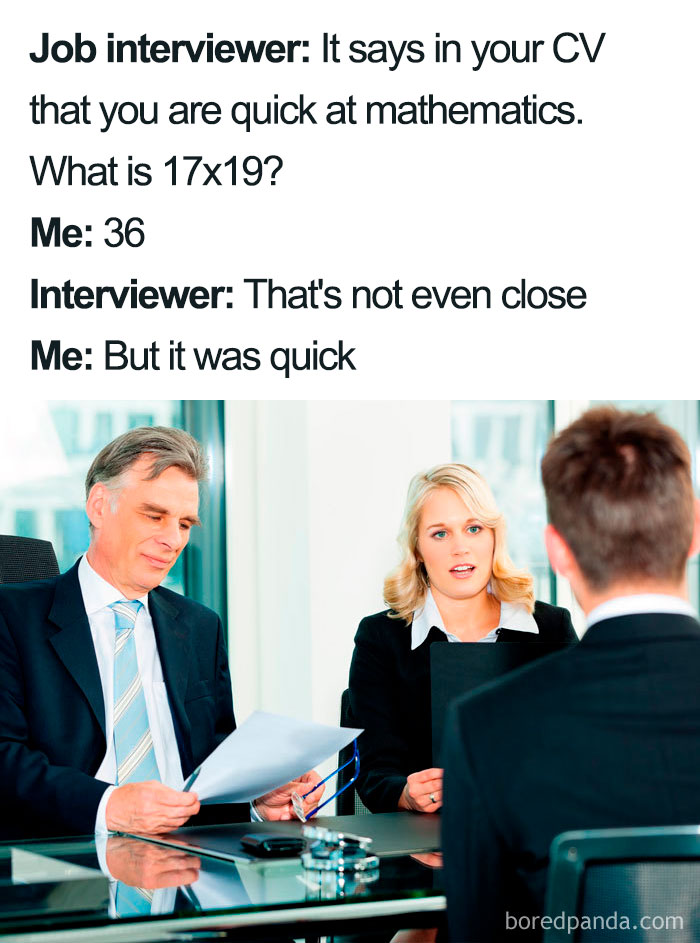 Job interviewer: It says in your CV
that you are quick at mathematics.
What is 17x19?
Me: 36
Interviewer: That's not even close
Me: But it was quick
boredpanda.com